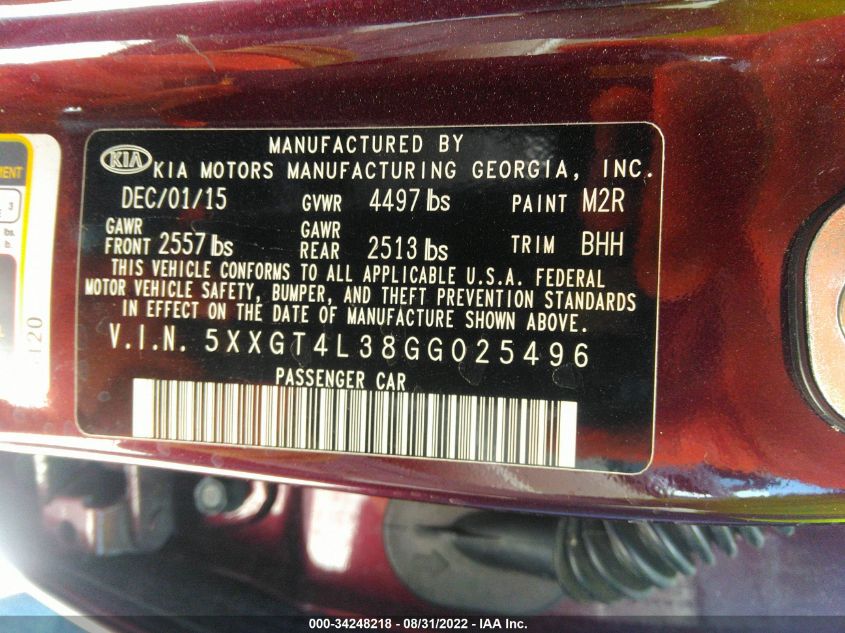 MANUFACTURED BY
KIA KIA MOTORS MANUFACTURING GEORGIA, INC.
DEC/01/15 GVWR 4497 lbs PAINT M2R
GAWR FRONT 2557 lbs GAWR REAR 2513 lbs TRIM BHH
THIS VEHICLE CONFORMS TO ALL APPLICABLE U.S.A. FEDERAL
MOTOR VEHICLE SAFETY, BUMPER, AND THEFT PREVENTION STANDARDS
IN EFFECT ON THE DATE OF MANUFACTURE SHOWN ABOVE.
V.I.N. 5XXGT4L38GG025496
PASSENGER CAR
3
lbs.
b.
120
000-34248218 - 08/31/2022 - IAA Inc.